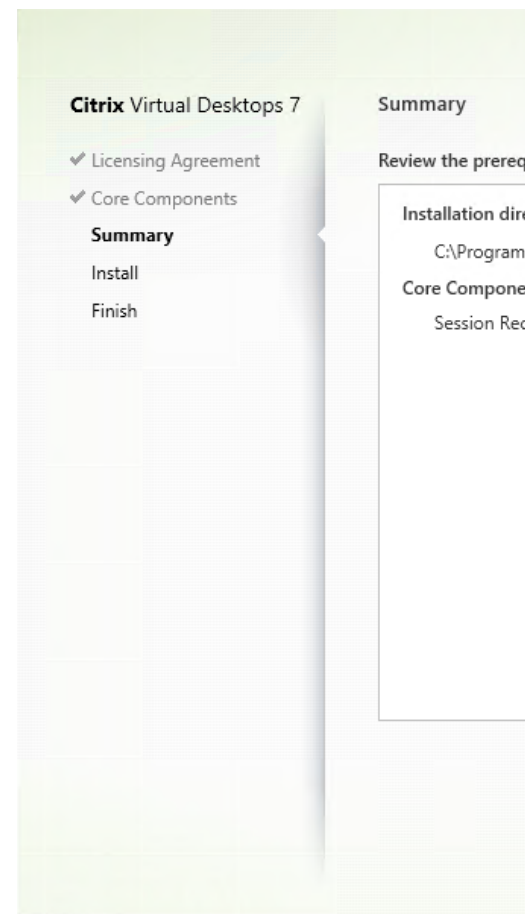 Citrix Virtual Desktops 7
Licensing Agreement
Core Components
Summary
Install
Finish
Summary
Review the prereq
Installation dire
C:\Program
Core Compone
Session Rec